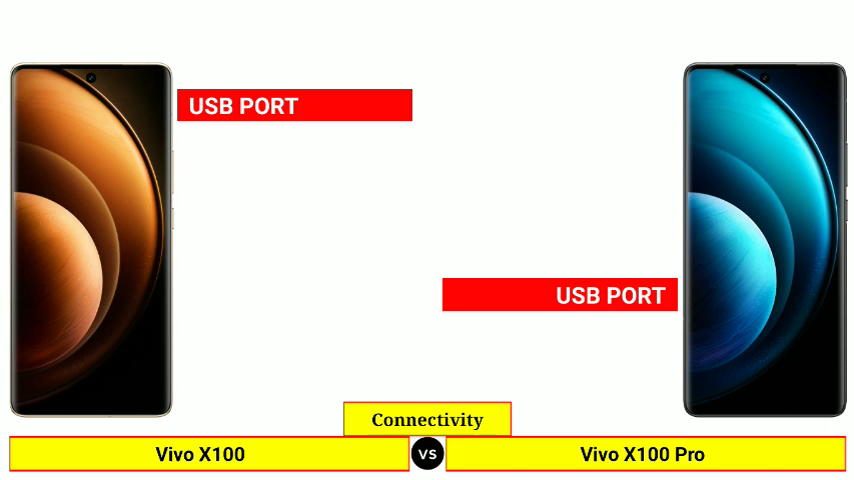 USB PORT
USB PORT
Connectivity
Vivo X100
VS
Vivo X100 Pro